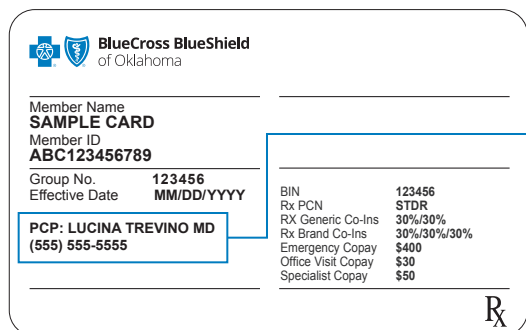 BlueCross BlueShield
of Oklahoma
Member Name
SAMPLE CARD
Member ID
ABC123456789
Group No. 123456
Effective Date MM/DD/YYYY
PCP: LUCINA TREVINO MD
(555) 555-5555
BIN 123456
Rx PCN STDR
RX Generic Co-Ins 30%/30%
Rx Brand Co-Ins 30%/30%/30%
Emergency Copay $400
Office Visit Copay $30
Specialist Copay $50
Rx